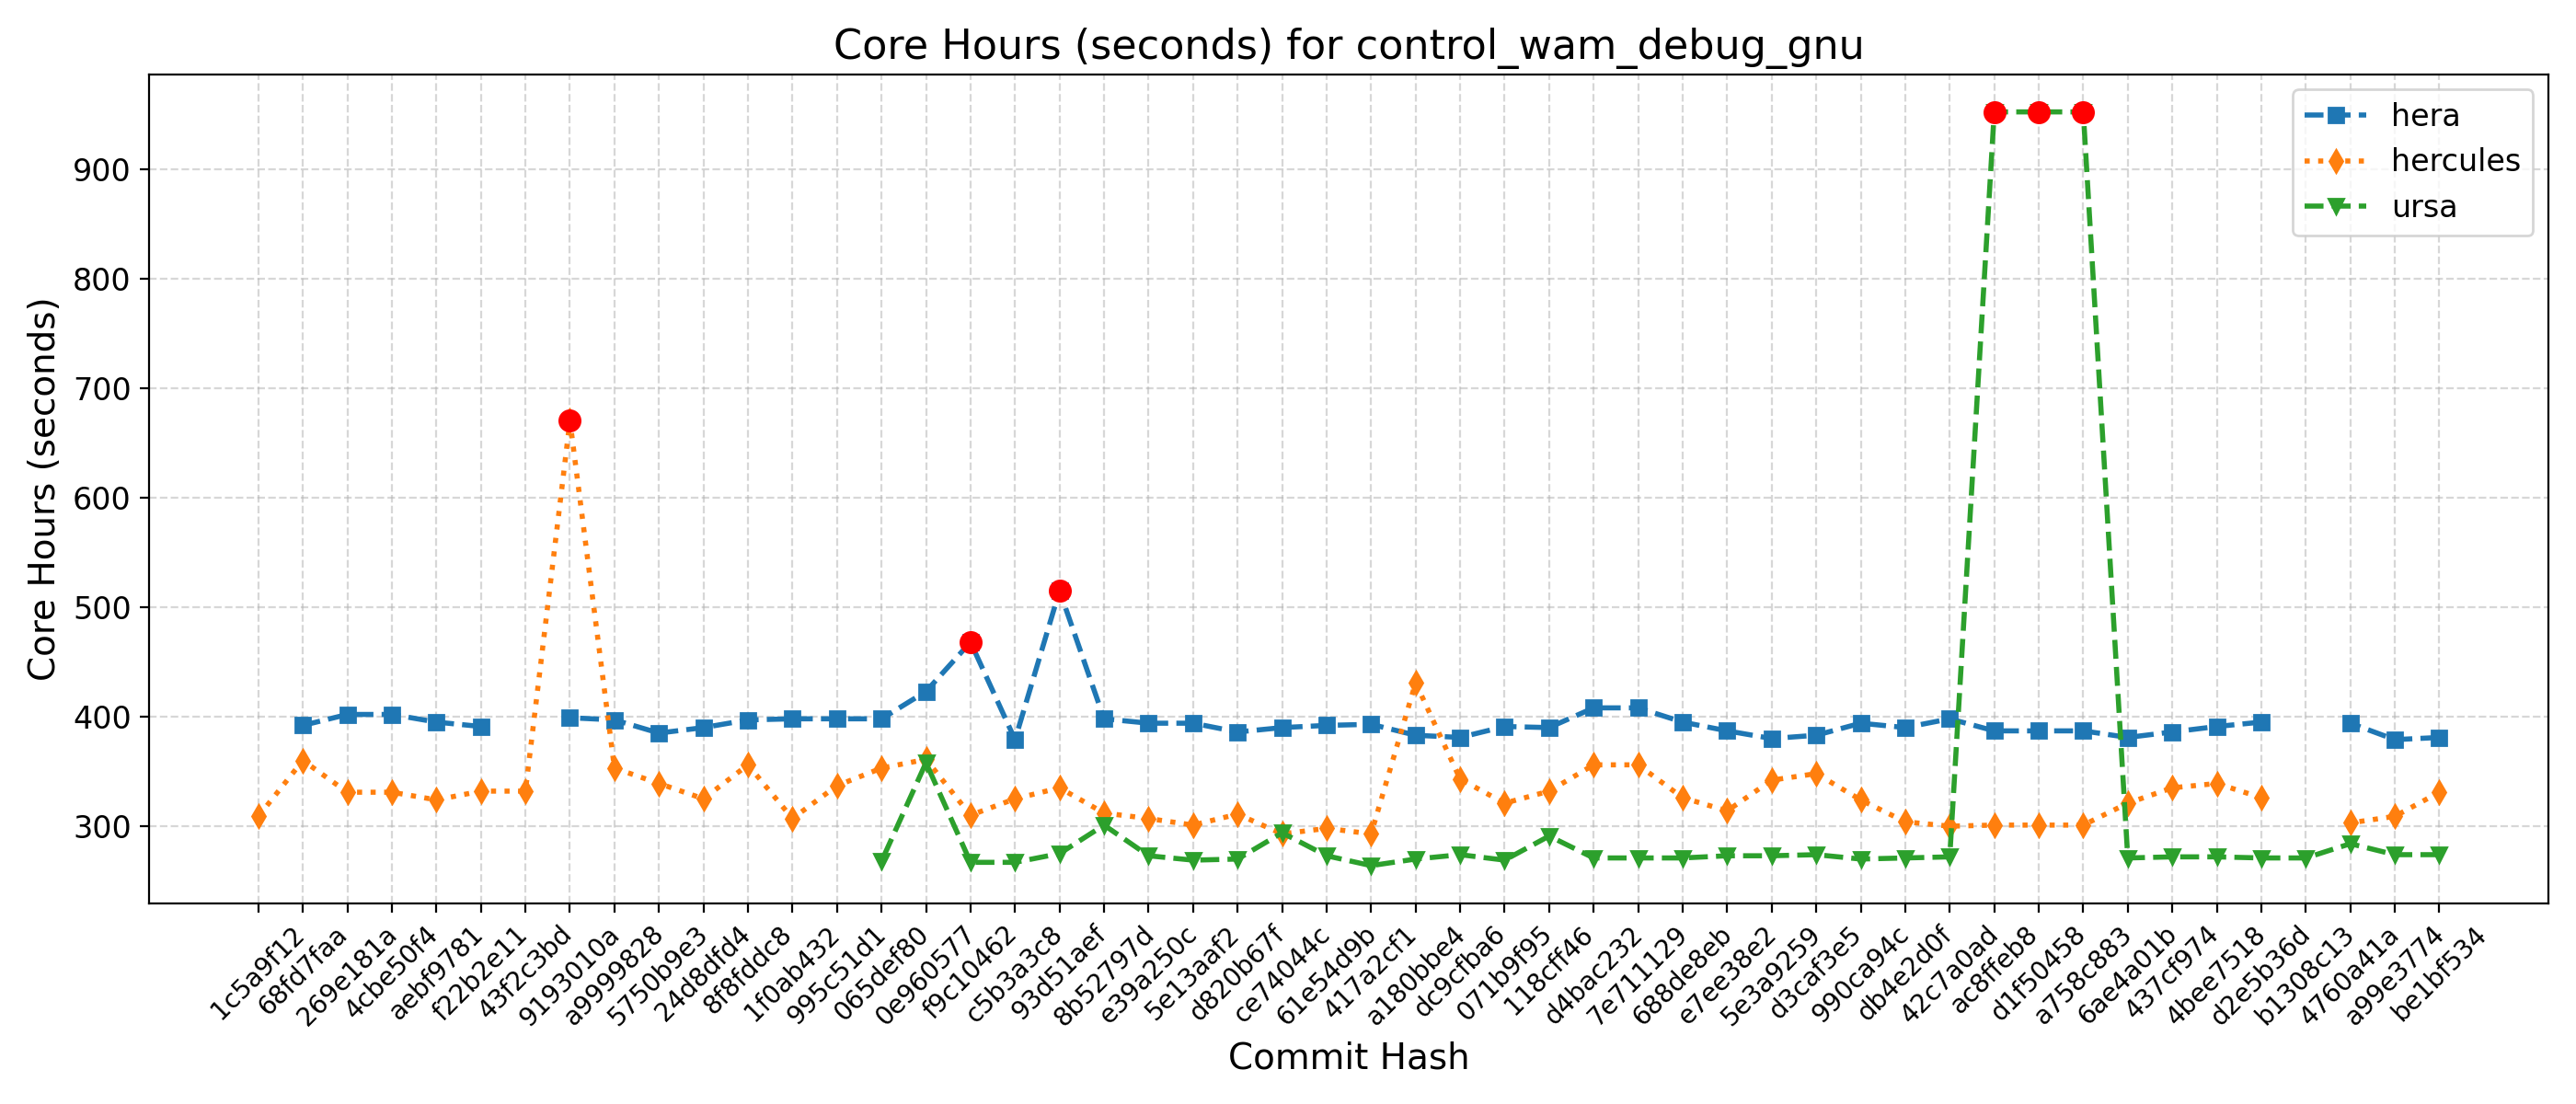 Core Hours (seconds) for control_wam_debug_gnu
Core Hours (seconds)
900
800
700
600
500
400
300
hera
hercules
ursa
1c5a9f12
68fd7faa
269e181a
4cbe50f4
aebf9781
f22b2e11
43f2c3bd
9193010a
a9999828
5750b9e3
24d8dfd4
8f8fddc8
1f0ab432
995c51d1
065def80
0e960577
f9c10462
c5b3a3c8
93d51aef
8b52797d
e39a250c
5e13aaf2
d820b67f
ce74044c
61e54d9b
417a2cf1
a180bbe4
dc9cfba6
071b9f95
118cff46
d4bac232
7e711129
688de8eb
e7ee38e2
5e3a9259
d3caf3e5
990ca94c
db4e2d0f
42c7a0ad
ac8ffeb8
d1f50458
a758c883
6ae4a01b
437cf974
4bee7518
d2e5b36d
b1308c13
4760a41a
a99e3774
be1bf534
Commit Hash